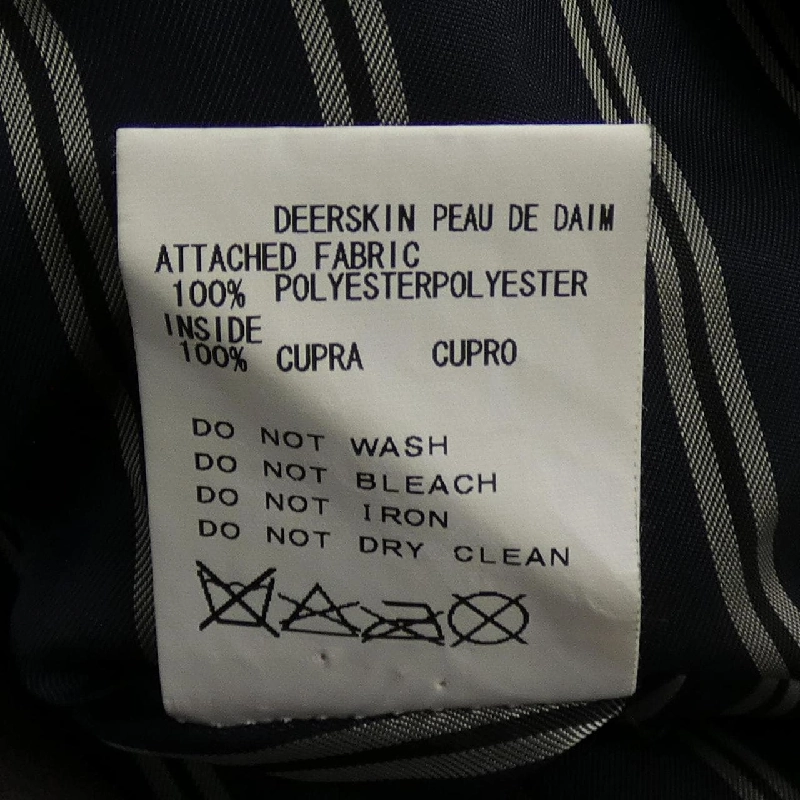 DEERSKIN PEAU DE DAIM
ATTACHED FABRIC
100% POLYESTERPOLYESTER
INSIDE
100% CUPRA CUPRO
DO NOT WASH
DO NOT BLEACH
DO NOT IRON
DO NOT DRY CLEAN